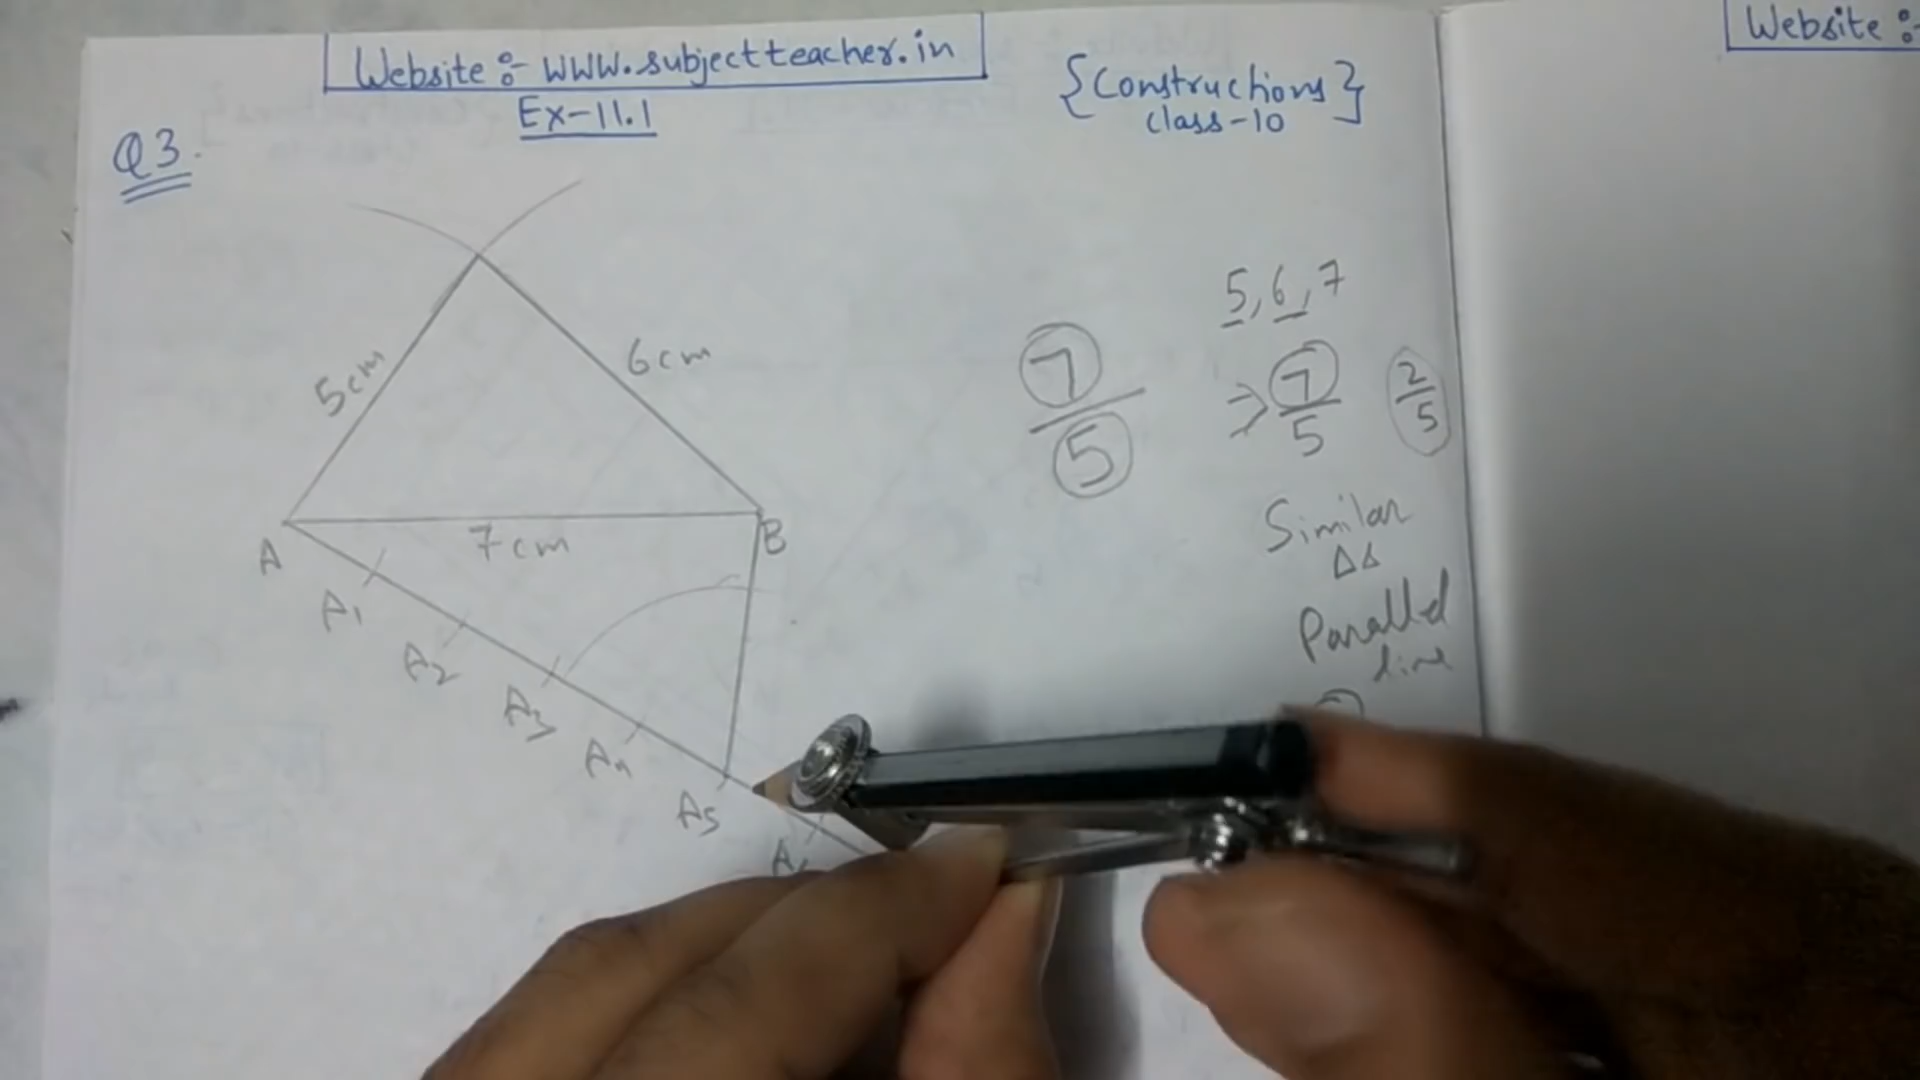 Website :- www.subjectteacher.in
Website :-
Ex-11.1
{Constructions}
class-10
Q3.
5cm
6cm
7cm
A
B
A1
A2
A3
A4
A5
7
5
5, 6, 7
⇒ 7/5
2/5
Similar
Δs
Parallel
line